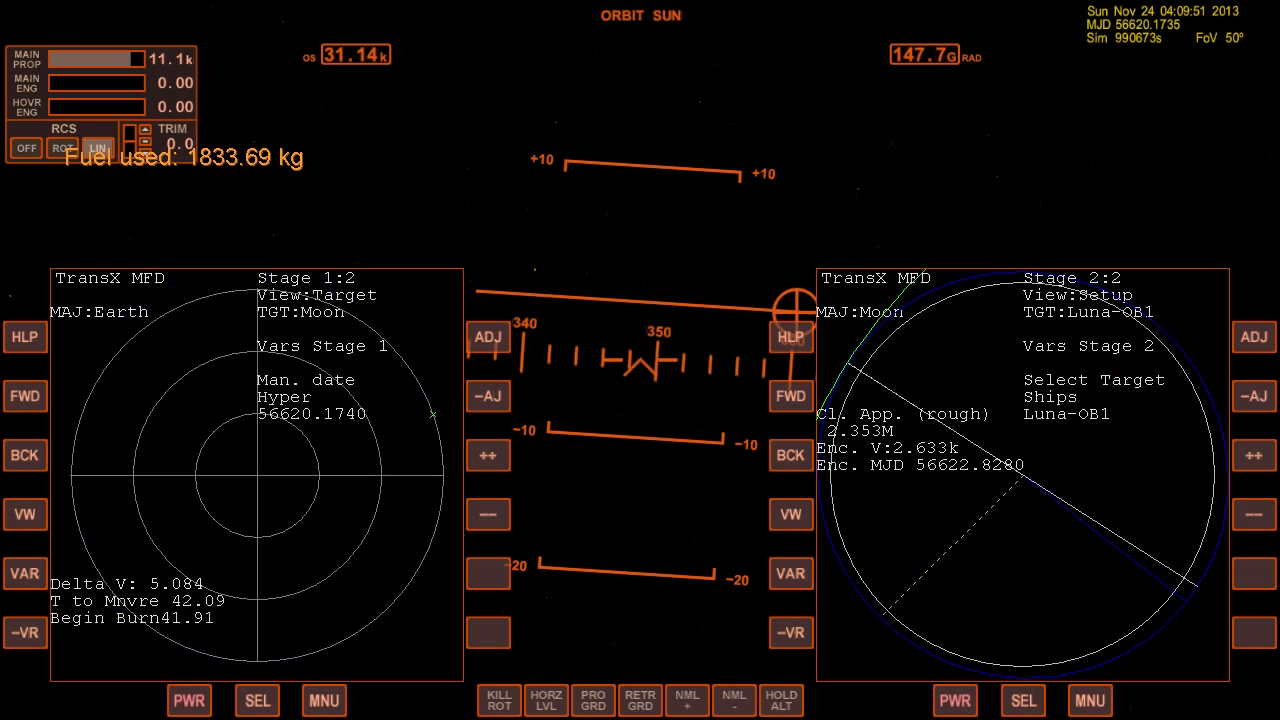 ORBIT SUN
Sun Nov 24 04:09:51 2013
MJD 56620.1735
Sim 990673s FoV 50°
OS 31.14k
147.7G RAD
MAIN PROP 11.1k
MAIN ENG 0.00
HOVR ENG 0.00
RCS TRIM
OFF ROT LIN 0.0
Fuel used: 1833.69 kg
+10 +10
340 350
-10 -10
-20 -20
TransX MFD Stage 1:2
View:Target
MAJ:Earth TGT:Moon
Vars Stage 1
Man. date
Hyper
56620.1740
Delta V: 5.084
T to Mnvre 42.09
Begin Burn41.91
HLP
FWD
BCK
VW
VAR
-VR
ADJ
-AJ
++
--
PWR SEL MNU
KILL ROT
HORZ LVL
PRO GRD
RETR GRD
NML +
NML -
HOLD ALT
TransX MFD Stage 2:2
View:Setup
MAJ:Moon TGT:Luna-OB1
Vars Stage 2
Select Target
Ships
Cl. App. (rough) Luna-OB1
2.353M
Enc. V:2.633k
Enc. MJD 56622.8280
HLP
FWD
BCK
VW
VAR
-VR
ADJ
-AJ
++
--
PWR SEL MNU